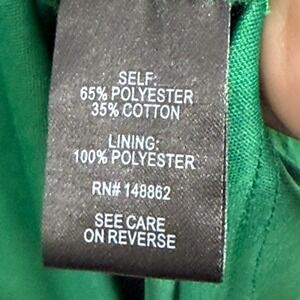 SELF:
65% POLYESTER
35% COTTON
LINING:
100% POLYESTER
RN# 148862
SEE CARE
ON REVERSE